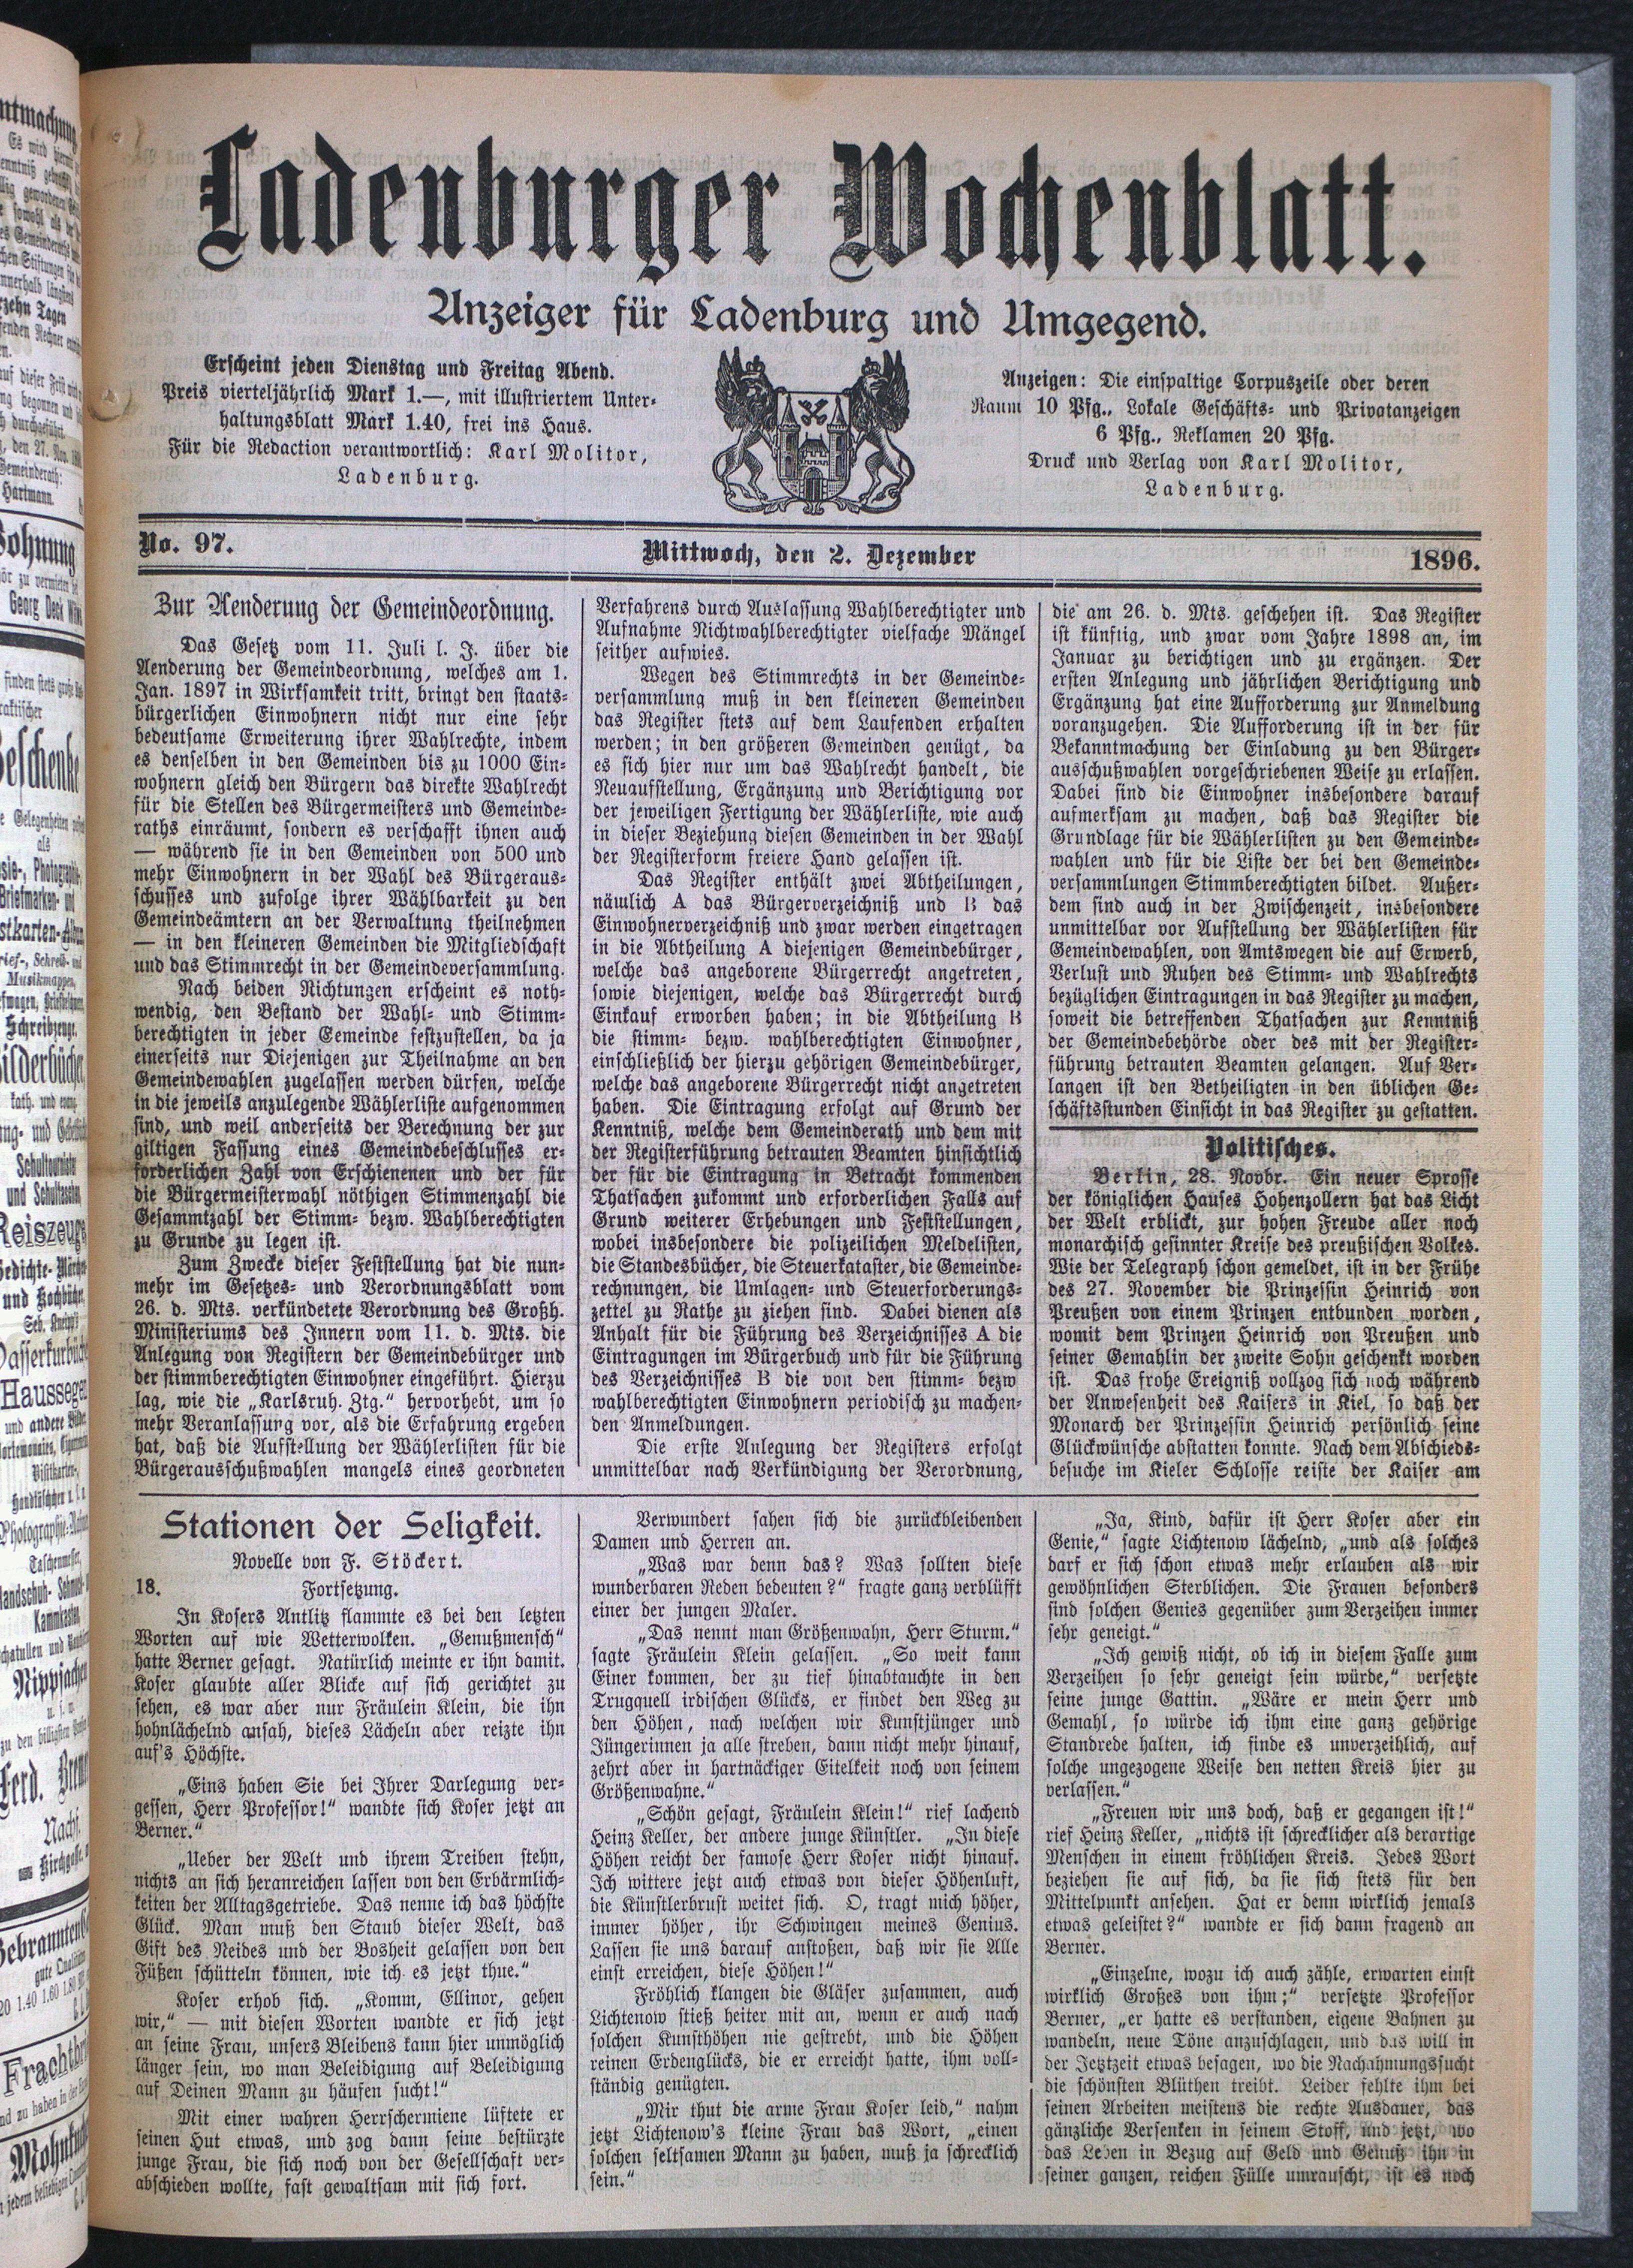 Ladenburger Wochenblatt.
Anzeiger für Ladenburg und Umgegend.
Erscheint jeden Dienstag und Freitag Abend.
Preis vierteljährlich Mark 1.—, mit illustriertem Unter-
haltungsblatt Mark 1.40, frei ins Haus.
Für die Redaction verantwortlich: Karl Molitor,
Ladenburg.
Anzeigen: Die einspaltige Corpuszeile oder deren
Raum 10 Pfg., Lokale Geschäfts- und Privatanzeigen
6 Pfg., Reklamen 20 Pfg.
Druck und Verlag von Karl Molitor,
Ladenburg.
No. 97.
Mittwoch, den 2. Dezember
1896.
Zur Aenderung der Gemeindeordnung.
Das Gesetz vom 11. Juli l. J. über die
Aenderung der Gemeindeordnung, welches am 1.
Jan. 1897 in Wirksamkeit tritt, bringt den staats-
bürgerlichen Einwohnern nicht nur eine sehr
bedeutsame Erweiterung ihrer Wahlrechte, indem
es denselben in den Gemeinden bis zu 1000 Ein-
wohnern gleich den Bürgern das direkte Wahlrecht
für die Stellen des Bürgermeisters und Gemeinde-
raths einräumt, sondern es verschafft ihnen auch
— während sie in den Gemeinden von 500 und
mehr Einwohnern in der Wahl des Bürgeraus-
schusses und zufolge ihrer Wählbarkeit zu den
Gemeindeämtern an der Verwaltung theilnehmen
— in den kleineren Gemeinden die Mitgliedschaft
und das Stimmrecht in der Gemeindeversammlung.
Nach beiden Richtungen erscheint es noth-
wendig, den Bestand der Wahl- und Stimm-
berechtigten in jeder Gemeinde festzustellen, da ja
einerseits nur Diejenigen zur Theilnahme an den
Gemeindewahlen zugelassen werden dürfen, welche
in die jeweils anzulegende Wählerliste aufgenommen
sind, und weil anderseits der Berechnung der zur
giltigen Fassung eines Gemeindebeschlusses er-
forderlichen Zahl von Erschienenen und der für
die Bürgermeisterwahl nöthigen Stimmenzahl die
Gesammtzahl der Stimm- bezw. Wahlberechtigten
zu Grunde zu legen ist.
Zum Zwecke dieser Feststellung hat die nun-
mehr im Gesetzes- und Verordnungsblatt vom
26. d. Mts. verkündetete Verordnung des Großh.
Ministeriums des Innern vom 11. d. Mts. die
Anlegung von Registern der Gemeindebürger und
der stimmberechtigten Einwohner eingeführt. Hierzu
lag, wie die „Karlsruh. Ztg.“ hervorhebt, um so
mehr Veranlassung vor, als die Erfahrung ergeben
hat, daß die Aufstellung der Wählerlisten für die
Bürgerausschußwahlen mangels eines geordneten
Verfahrens durch Auslassung Wahlberechtigter und
Aufnahme Nichtwahlberechtigter vielfache Mängel
seither aufwies.
Wegen des Stimmrechts in der Gemeinde-
versammlung muß in den kleineren Gemeinden
das Register stets auf dem Laufenden erhalten
werden; in den größeren Gemeinden genügt, da
es sich hier nur um das Wahlrecht handelt, die
Neuaufstellung, Ergänzung und Berichtigung vor
der jeweiligen Fertigung der Wählerliste, wie auch
in dieser Beziehung diesen Gemeinden in der Wahl
der Registerform freiere Hand gelassen ist.
Das Register enthält zwei Abtheilungen,
nämlich A das Bürgerverzeichniß und B das
Einwohnerverzeichniß und zwar werden eingetragen
in die Abtheilung A diejenigen Gemeindebürger,
welche das angeborene Bürgerrecht angetreten,
sowie diejenigen, welche das Bürgerrecht durch
Einkauf erworben haben; in die Abtheilung B
die stimm- bezw. wahlberechtigten Einwohner,
einschließlich der hierzu gehörigen Gemeindebürger,
welche das angeborene Bürgerrecht nicht angetreten
haben. Die Eintragung erfolgt auf Grund der
Kenntniß, welche dem Gemeinderath und dem mit
der Registerführung betrauten Beamten hinsichtlich
der für die Eintragung in Betracht kommenden
Thatsachen zukommt und erforderlichen Falls auf
Grund weiterer Erhebungen und Feststellungen,
wobei insbesondere die polizeilichen Meldelisten,
die Standesbücher, die Steuerkataster, die Gemeinde-
rechnungen, die Umlagen- und Steuerforderungs-
zettel zu Rathe zu ziehen sind. Dabei dienen als
Anhalt für die Führung des Verzeichnisses A die
Eintragungen im Bürgerbuch und für die Führung
des Verzeichnisses B die von den stimm- bezw
wahlberechtigten Einwohnern periodisch zu machen-
den Anmeldungen.
Die erste Anlegung der Registers erfolgt
unmittelbar nach Verkündigung der Verordnung,
die am 26. d. Mts. geschehen ist. Das Register
ist künftig, und zwar vom Jahre 1898 an, im
Januar zu berichtigen und zu ergänzen. Der
ersten Anlegung und jährlichen Berichtigung und
Ergänzung hat eine Aufforderung zur Anmeldung
voranzugehen. Die Aufforderung ist in der für
Bekanntmachung der Einladung zu den Bürger-
ausschußwahlen vorgeschriebenen Weise zu erlassen.
Dabei sind die Einwohner insbesondere darauf
aufmerksam zu machen, daß das Register die
Grundlage für die Wählerlisten zu den Gemeinde-
wahlen und für die Liste der bei den Gemeinde-
versammlungen Stimmberechtigten bildet. Außer-
dem sind auch in der Zwischenzeit, insbesondere
unmittelbar vor Aufstellung der Wählerlisten für
Gemeindewahlen, von Amtswegen die auf Erwerb,
Verlust und Ruhen des Stimm- und Wahlrechts
bezüglichen Eintragungen in das Register zu machen,
soweit die betreffenden Thatsachen zur Kenntniß
der Gemeindebehörde oder des mit der Register-
führung betrauten Beamten gelangen. Auf Ver-
langen ist den Betheiligten in den üblichen Ge-
schäftsstunden Einsicht in das Register zu gestatten.
Politisches.
Berlin, 28. Novbr. Ein neuer Sprosse
der königlichen Hauses Hohenzollern hat das Licht
der Welt erblickt, zur hohen Freude aller noch
monarchisch gesinnter Kreise des preußischen Volkes.
Wie der Telegraph schon gemeldet, ist in der Frühe
des 27. November die Prinzessin Heinrich von
Preußen von einem Prinzen entbunden worden,
womit dem Prinzen Heinrich von Preußen und
seiner Gemahlin der zweite Sohn geschenkt worden
ist. Das frohe Ereigniß vollzog sich noch während
der Anwesenheit des Kaisers in Kiel, so daß der
Monarch der Prinzessin Heinrich persönlich seine
Glückwünsche abstatten konnte. Nach dem Abschieds-
besuche im Kieler Schlosse reiste der Kaiser am
Stationen der Seligkeit.
Novelle von F. Stöckert.
18. Fortsetzung.
In Kosers Antlitz flammte es bei den letzten
Worten auf wie Wetterwolken. „Genußmensch“
hatte Berner gesagt. Natürlich meinte er ihn damit.
Koser glaubte aller Blicke auf sich gerichtet zu
sehen, es war aber nur Fräulein Klein, die ihn
hohnlächelnd ansah, dieses Lächeln aber reizte ihn
auf's Höchste.
„Eins haben Sie bei Ihrer Darlegung ver-
gessen, Herr Professor!“ wandte sich Koser jetzt an
Berner.“
„Ueber der Welt und ihrem Treiben stehn,
nichts an sich heranreichen lassen von den Erbärmlich-
keiten der Alltagsgetriebe. Das nenne ich das höchste
Glück. Man muß den Staub dieser Welt, das
Gift des Neides und der Bosheit gelassen von den
Füßen schütteln können, wie ich es jetzt thue.“
Koser erhob sich. „Komm, Ellinor, gehen
wir,“ — mit diesen Worten wandte er sich jetzt
an seine Frau, unsers Bleibens kann hier unmöglich
länger sein, wo man Beleidigung auf Beleidigung
auf Deinen Mann zu häufen sucht!“
Mit einer wahren Herrschermiene lüftete er
seinen Hut etwas, und zog dann seine bestürzte
junge Frau, die sich noch von der Gesellschaft ver-
abschieden wollte, fast gewaltsam mit sich fort.
Verwundert sahen sich die zurückbleibenden
Damen und Herren an.
„Was war denn das? Was sollten diese
wunderbaren Reden bedeuten?“ fragte ganz verblüfft
einer der jungen Maler.
„Das nennt man Größenwahn, Herr Sturm.“
sagte Fräulein Klein gelassen. „So weit kann
Einer kommen, der zu tief hinabtauchte in den
Trugquell irdischen Glücks, er findet den Weg zu
den Höhen, nach welchen wir Kunstjünger und
Jüngerinnen ja alle streben, dann nicht mehr hinauf,
zehrt aber in hartnäckiger Eitelkeit noch von seinem
Größenwahne.“
„Schön gesagt, Fräulein Klein!“ rief lachend
Heinz Keller, der andere junge Künstler. „In diese
Höhen reicht der famose Herr Koser nicht hinauf.
Ich wittere jetzt auch etwas von dieser Höhenluft,
die Künstlerbrust weitet sich. O, tragt mich höher,
immer höher, ihr Schwingen meines Genius.
Lassen sie uns darauf anstoßen, daß wir sie Alle
einst erreichen, diese Höhen!“
Fröhlich klangen die Gläser zusammen, auch
Lichtenow stieß heiter mit an, wenn er auch nach
solchen Kunsthöhen nie gestrebt, und die Höhen
reinen Erdenglücks, die er erreicht hatte, ihm voll-
ständig genügten.
„Mir thut die arme Frau Koser leid,“ nahm
jetzt Lichtenow's kleine Frau das Wort, „einen
solchen seltsamen Mann zu haben, muß ja schrecklich
sein.“
„Ja, Kind, dafür ist Herr Koser aber ein
Genie,“ sagte Lichtenow lächelnd, „und als solches
darf er sich schon etwas mehr erlauben als wir
gewöhnlichen Sterblichen. Die Frauen besonders
sind solchen Genies gegenüber zum Verzeihen immer
sehr geneigt.“
„Ich gewiß nicht, ob ich in diesem Falle zum
Verzeihen so sehr geneigt sein würde,“ versetzte
seine junge Gattin. „Wäre er mein Herr und
Gemahl, so würde ich ihm eine ganz gehörige
Standrede halten, ich finde es unverzeihlich, auf
solche ungezogene Weise den netten Kreis hier zu
verlassen.“
„Freuen wir uns doch, daß er gegangen ist!“
rief Heinz Keller, „nichts ist schrecklicher als derartige
Menschen in einem fröhlichen Kreis. Jedes Wort
beziehen sie auf sich, da sie sich stets für den
Mittelpunkt ansehen. Hat er denn wirklich jemals
etwas geleistet?“ wandte er sich dann fragend an
Berner.
„Einzelne, wozu ich auch zähle, erwarten einst
wirklich Großes von ihm;“ versetzte Professor
Berner, „er hatte es verstanden, eigene Bahnen zu
wandeln, neue Töne anzuschlagen, und das will in
der Jetztzeit etwas besagen, wo die Nachahmungssucht
die schönsten Blüthen treibt. Leider fehlte ihm bei
seinen Arbeiten meistens die rechte Ausdauer, das
gänzliche Versenken in seinem Stoff, und jetzt, wo
das Leben in Bezug auf Geld und Genuß ihn in
seiner ganzen, reichen Fülle umrauscht, ist es noch